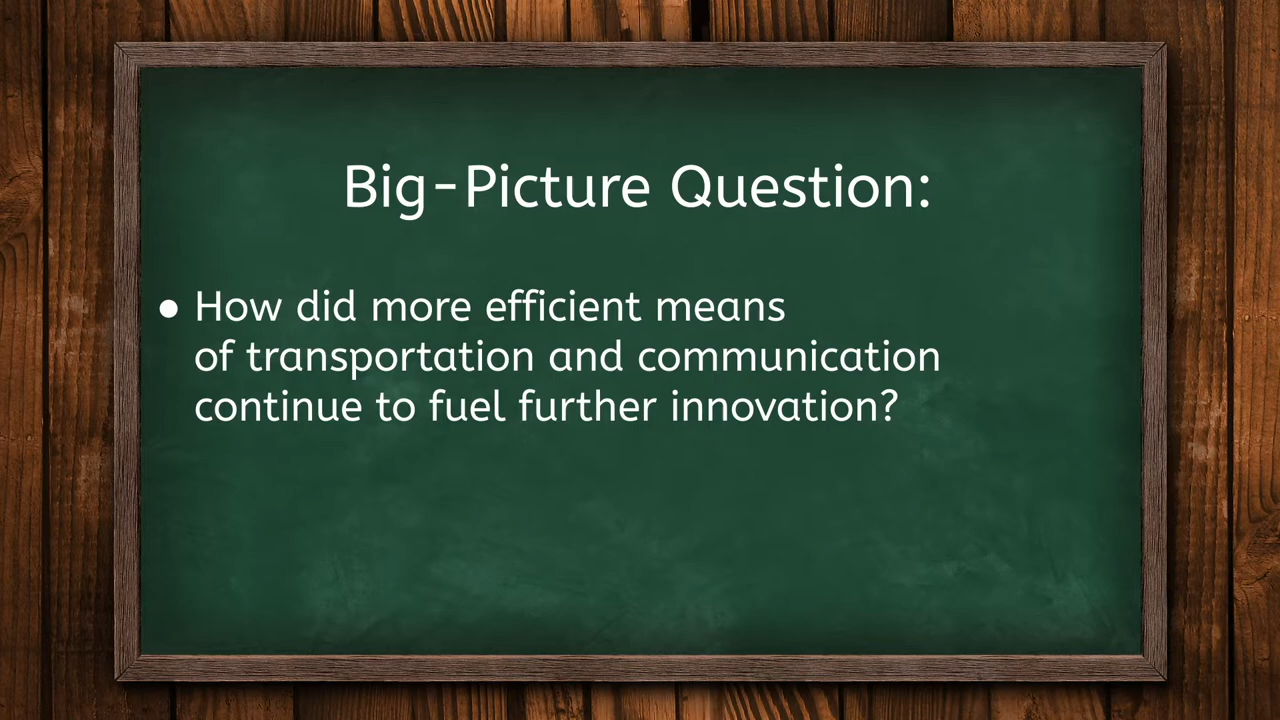 Big-Picture Question:
● How did more efficient means
of transportation and communication
continue to fuel further innovation?